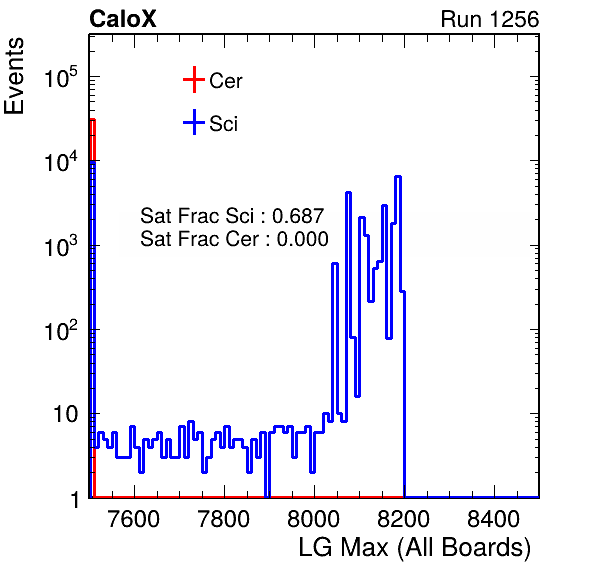 CaloX Run 1256
Events
10^5
Cer
Sci
10^4
Sat Frac Sci : 0.687
Sat Frac Cer : 0.000
10^3
10^2
10
1
7600 7800 8000 8200 8400
LG Max (All Boards)